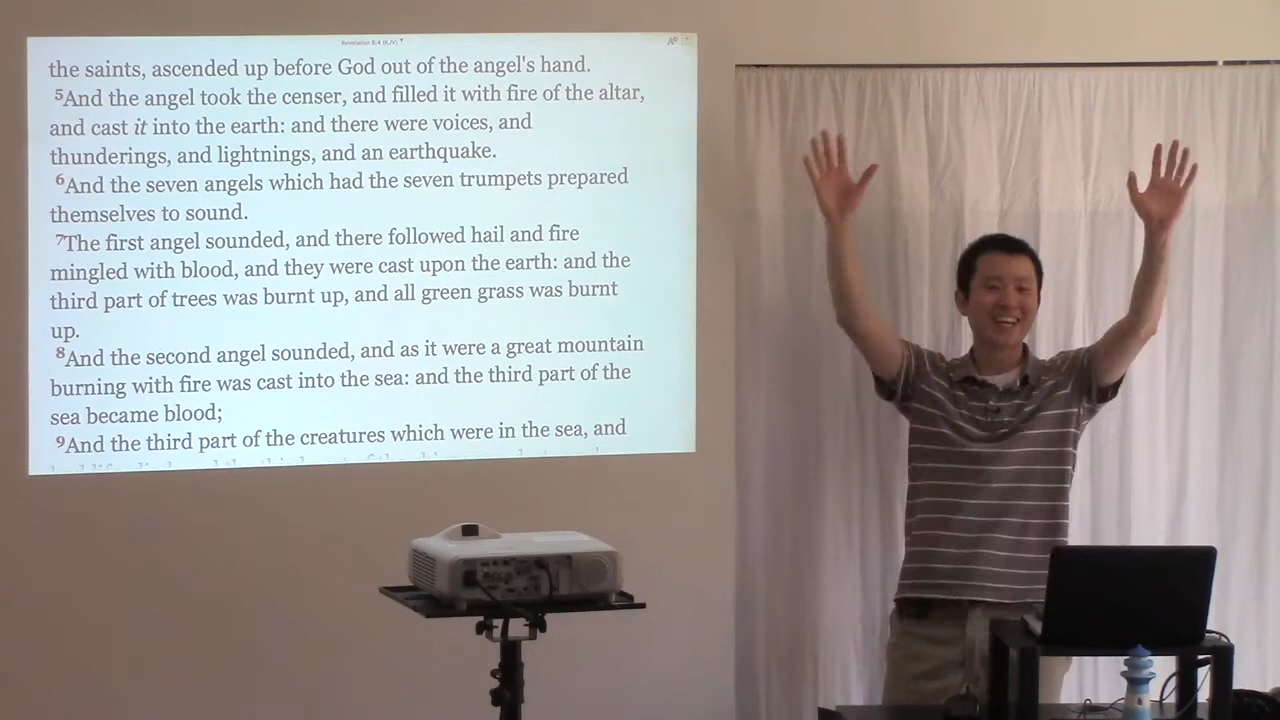 Revelation 8:4 (KJV)
the saints, ascended up before God out of the angel's hand.
5And the angel took the censer, and filled it with fire of the altar,
and cast it into the earth: and there were voices, and
thunderings, and lightnings, and an earthquake.
6And the seven angels which had the seven trumpets prepared
themselves to sound.
7The first angel sounded, and there followed hail and fire
mingled with blood, and they were cast upon the earth: and the
third part of trees was burnt up, and all green grass was burnt
up.
8And the second angel sounded, and as it were a great mountain
burning with fire was cast into the sea: and the third part of the
sea became blood;
9And the third part of the creatures which were in the sea, and